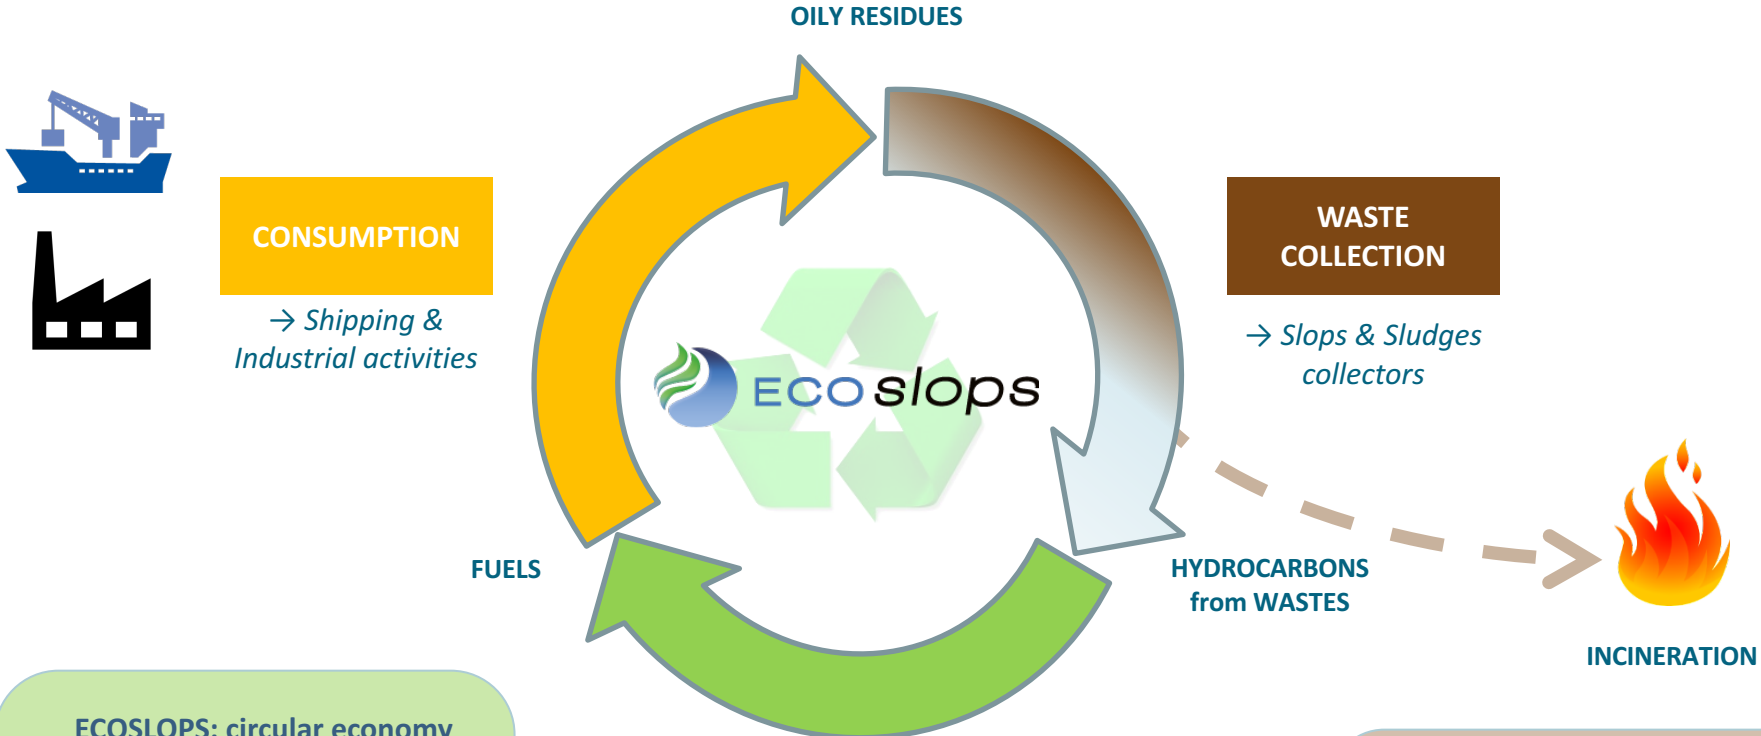 OILY RESIDUES
CONSUMPTION
→ Shipping &
Industrial activities
WASTE
COLLECTION
→ Slops & Sludges
collectors
ECOslops
FUELS
HYDROCARBONS
from WASTES
INCINERATION
ECOSLOPS: circular economy